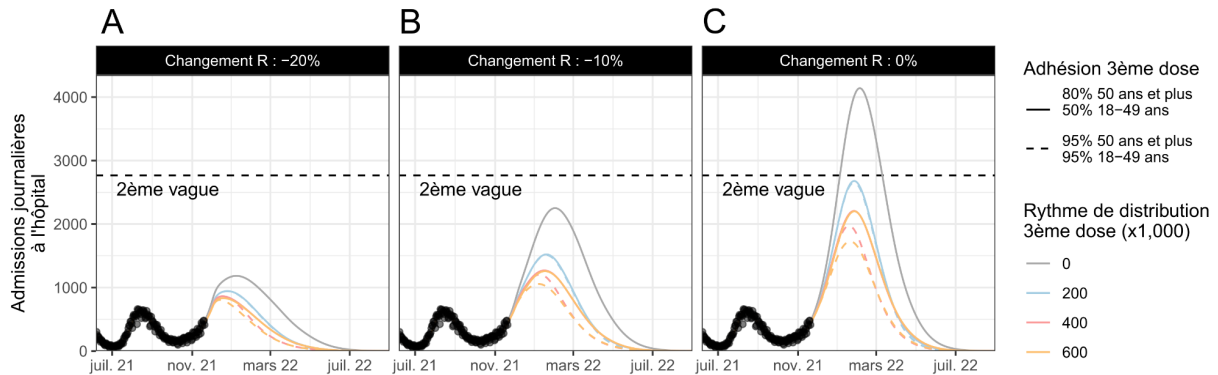 A
B
C
Changement R : −20%
Changement R : −10%
Changement R : 0%
Admissions journalières
à l'hôpital
4000
3000
2000
1000
0
2ème vague
2ème vague
2ème vague
juil. 21
nov. 21
mars 22
juil. 22
juil. 21
nov. 21
mars 22
juil. 22
juil. 21
nov. 21
mars 22
juil. 22
Adhésion 3ème dose
80% 50 ans et plus
50% 18−49 ans
95% 50 ans et plus
95% 18−49 ans
Rythme de distribution
3ème dose (x1,000)
0
200
400
600